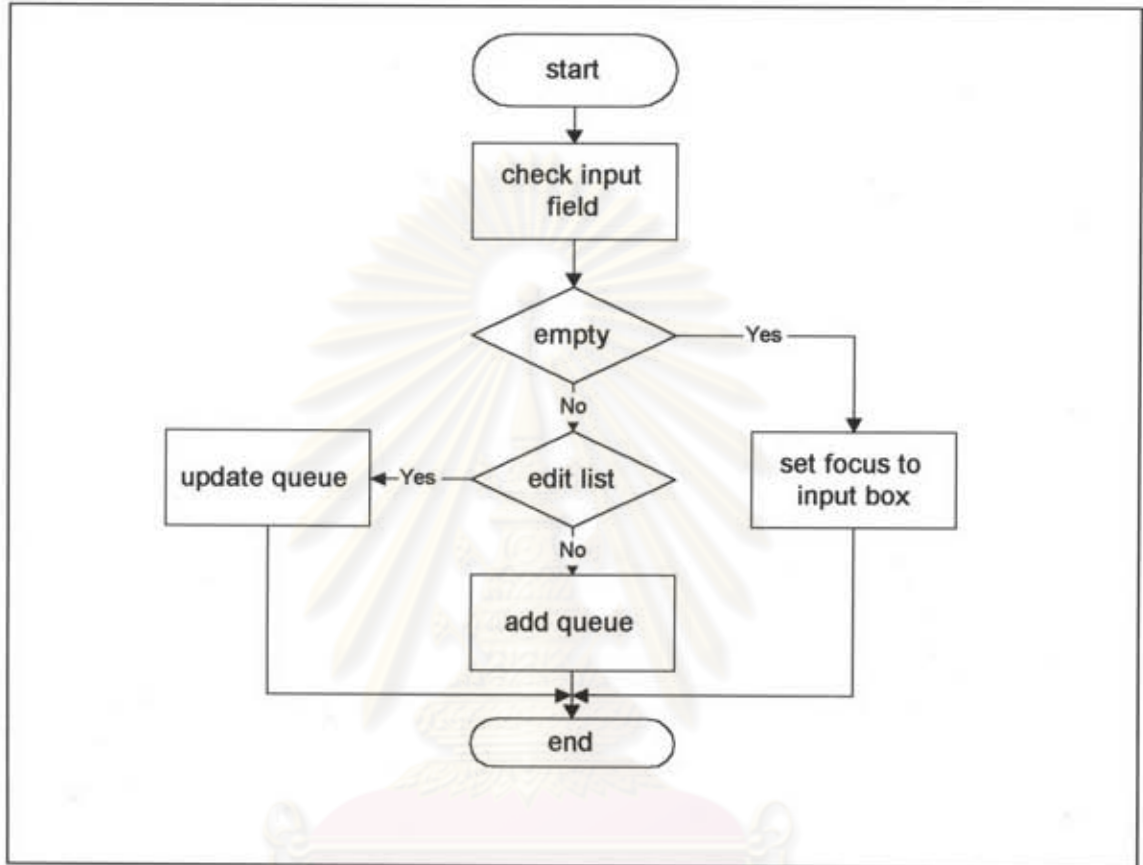 start
check input
field
empty
Yes
No
update queue
Yes
edit list
set focus to
input box
No
add queue
end